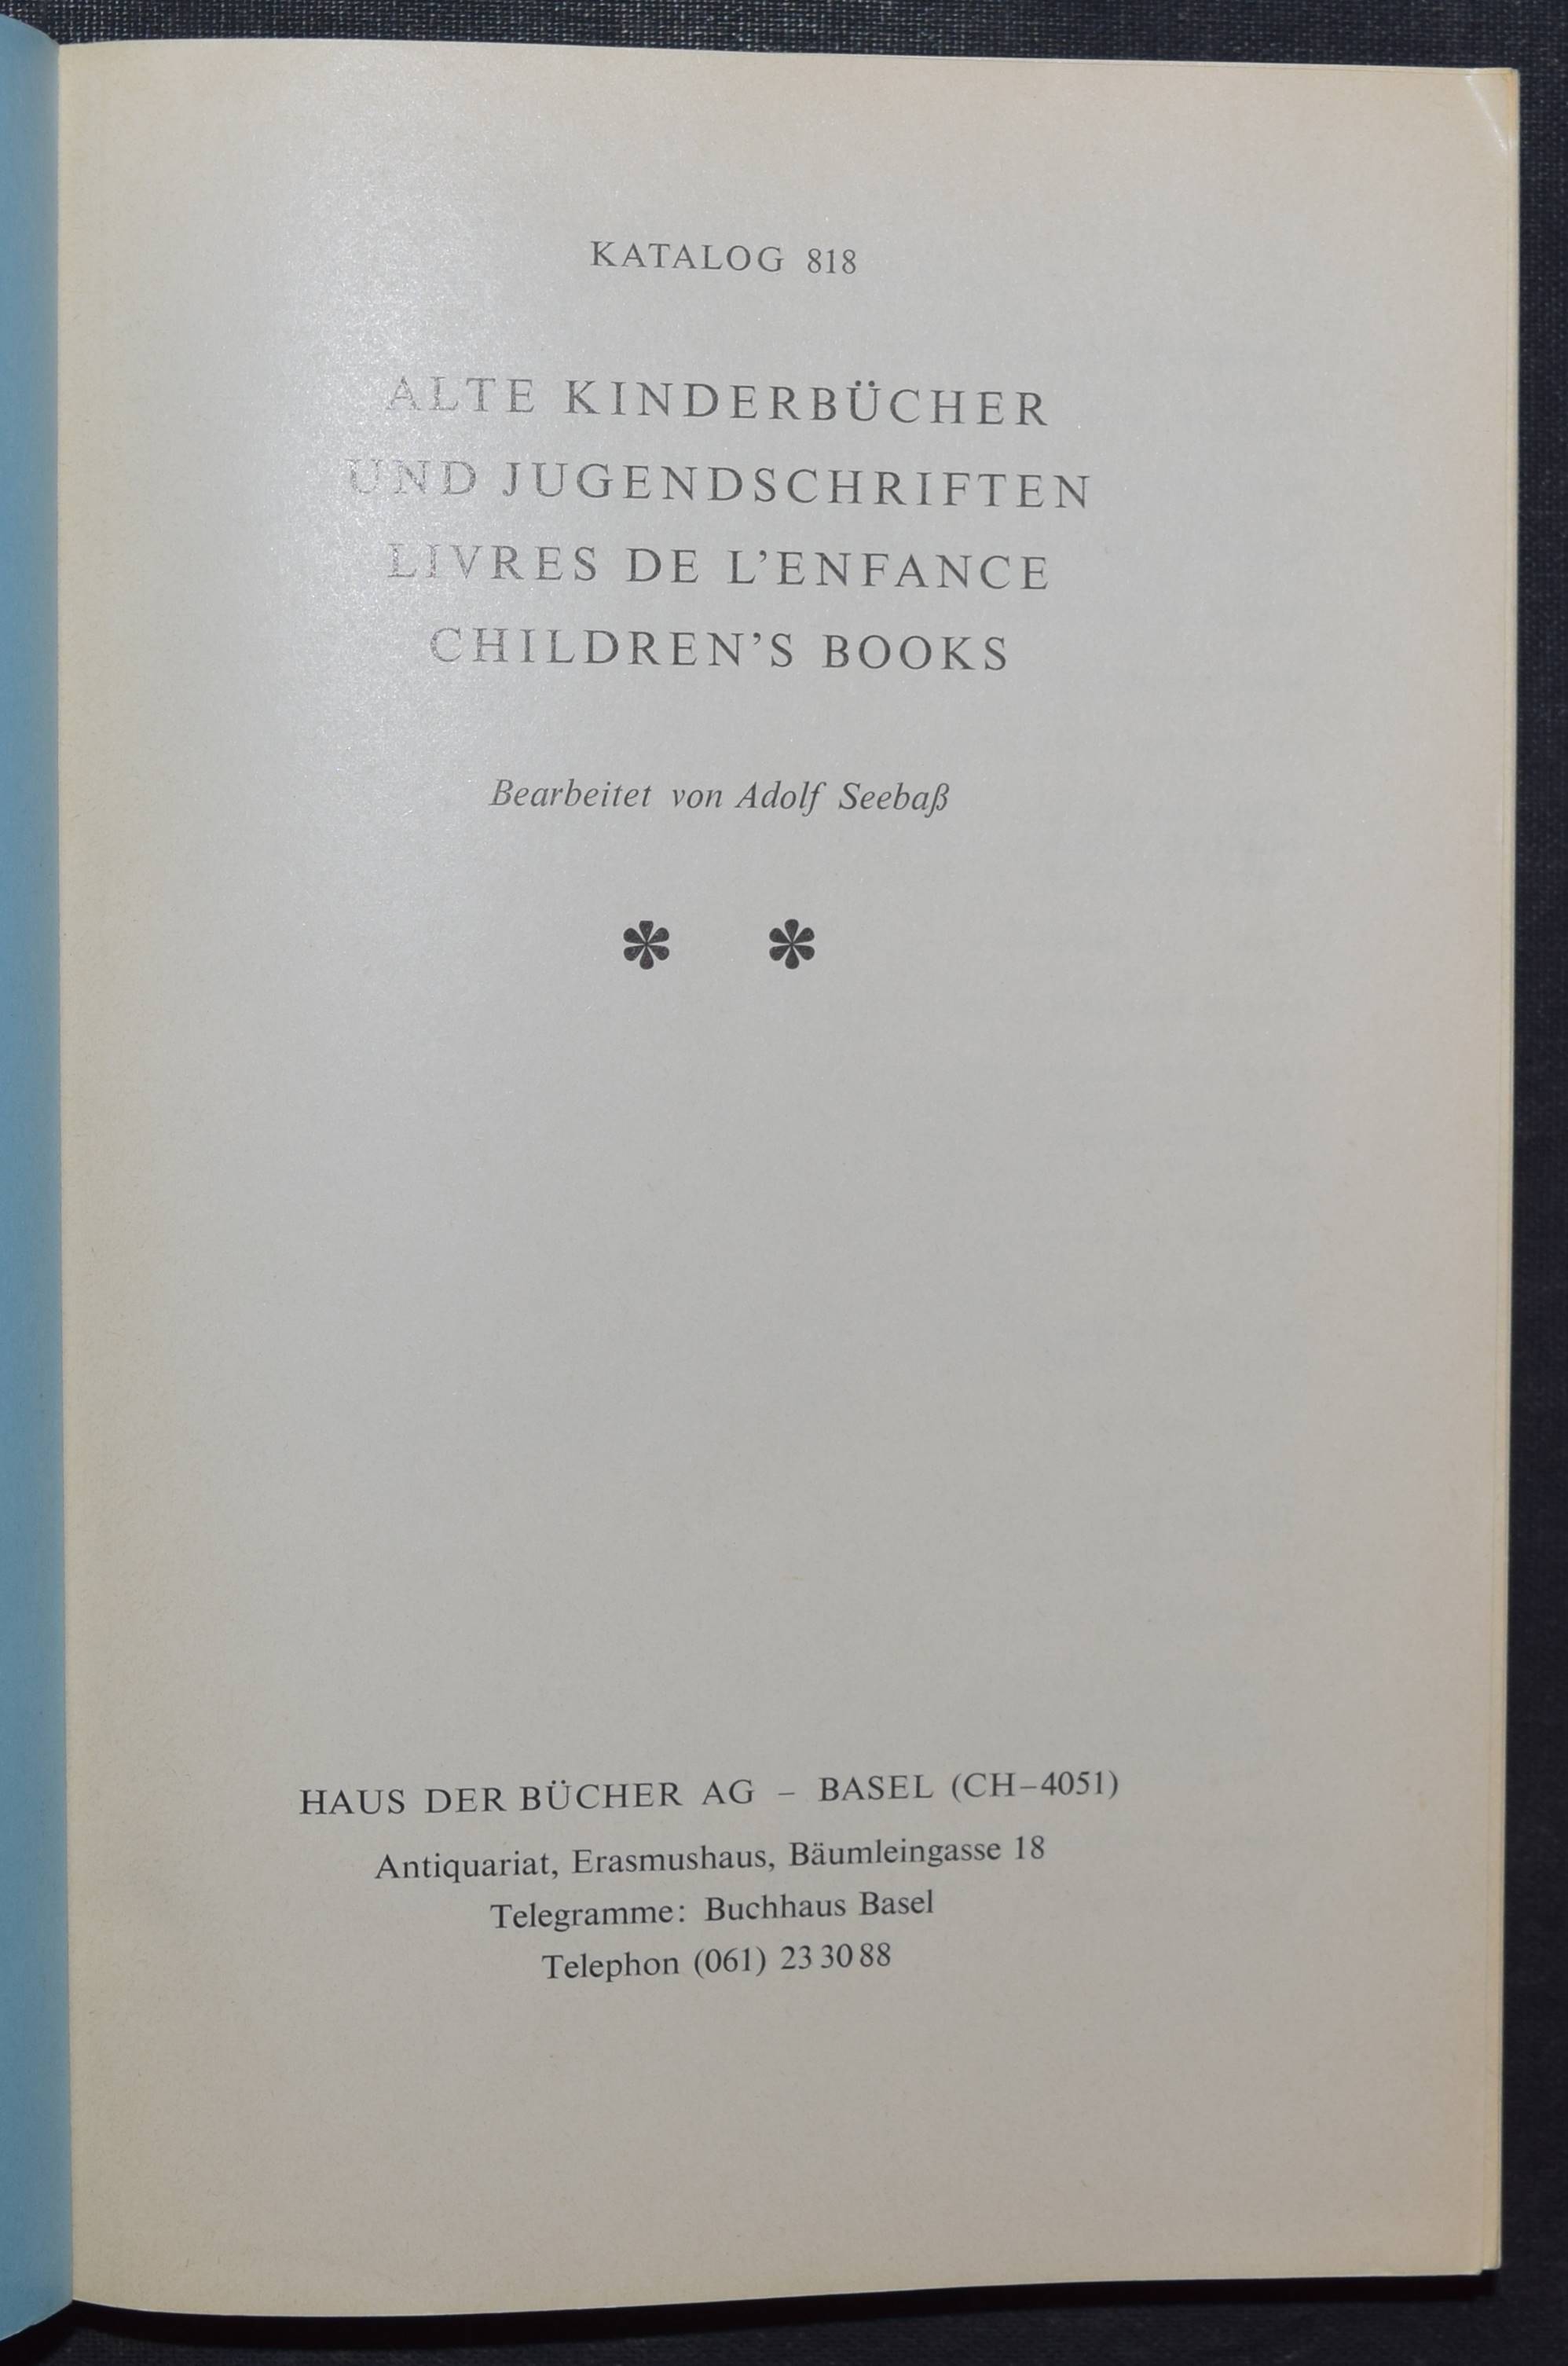 KATALOG 818
ALTE KINDERBÜCHER
UND JUGENDSCHRIFTEN
LIVRES DE L’ENFANCE
CHILDREN’S BOOKS
Bearbeitet von Adolf Seebaß
* *
HAUS DER BÜCHER AG – BASEL (CH–4051)
Antiquariat, Erasmushaus, Bäumleingasse 18
Telegramme: Buchhaus Basel
Telephon (061) 23 30 88